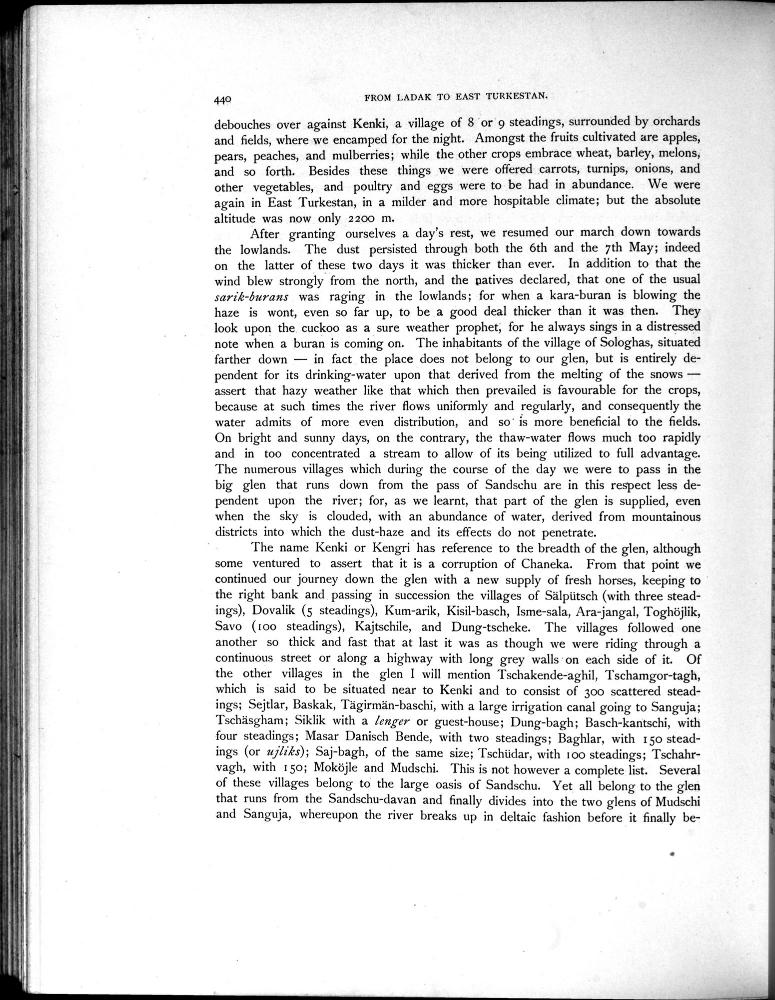 440 FROM LADAK TO EAST TURKESTAN.
debouches over against Kenki, a village of 8 or 9 steadings, surrounded by orchards
and fields, where we encamped for the night. Amongst the fruits cultivated are apples,
pears, peaches, and mulberries; while the other crops embrace wheat, barley, melons,
and so forth. Besides these things we were offered carrots, turnips, onions, and
other vegetables, and poultry and eggs were to be had in abundance. We were
again in East Turkestan, in a milder and more hospitable climate; but the absolute
altitude was now only 2200 m.
After granting ourselves a day's rest, we resumed our march down towards
the lowlands. The dust persisted through both the 6th and the 7th May; indeed
on the latter of these two days it was thicker than ever. In addition to that the
wind blew strongly from the north, and the natives declared, that one of the usual
sarik-burans was raging in the lowlands; for when a kara-buran is blowing the
haze is wont, even so far up, to be a good deal thicker than it was then. They
look upon the cuckoo as a sure weather prophet, for he always sings in a distressed
note when a buran is coming on. The inhabitants of the village of Sologhas, situated
farther down — in fact the place does not belong to our glen, but is entirely de-
pendent for its drinking-water upon that derived from the melting of the snows —
assert that hazy weather like that which then prevailed is favourable for the crops,
because at such times the river flows uniformly and regularly, and consequently the
water admits of more even distribution, and so is more beneficial to the fields.
On bright and sunny days, on the contrary, the thaw-water flows much too rapidly
and in too concentrated a stream to allow of its being utilized to full advantage.
The numerous villages which during the course of the day we were to pass in the
big glen that runs down from the pass of Sandschu are in this respect less de-
pendent upon the river; for, as we learnt, that part of the glen is supplied, even
when the sky is clouded, with an abundance of water, derived from mountainous
districts into which the dust-haze and its effects do not penetrate.
The name Kenki or Kengri has reference to the breadth of the glen, although
some ventured to assert that it is a corruption of Chaneka. From that point we
continued our journey down the glen with a new supply of fresh horses, keeping to
the right bank and passing in succession the villages of Sälpütsch (with three stead-
ings), Dovalik (5 steadings), Kum-arik, Kisil-basch, Isme-sala, Ara-jangal, Toghöjlik,
Savo (100 steadings), Kajtschile, and Dung-tscheke. The villages followed one
another so thick and fast that at last it was as though we were riding through a
continuous street or along a highway with long grey walls on each side of it. Of
the other villages in the glen I will mention Tschakende-aghil, Tschamgor-tagh,
which is said to be situated near to Kenki and to consist of 300 scattered stead-
ings; Sejtlar, Baskak, Tägirmän-baschi, with a large irrigation canal going to Sanguja;
Tschäsgham; Siklik with a lenger or guest-house; Dung-bagh; Basch-kantschi, with
four steadings; Masar Danisch Bende, with two steadings; Baghlar, with 150 stead-
ings (or ujliks); Saj-bagh, of the same size; Tschüdar, with 100 steadings; Tschahr-
vagh, with 150; Moköjle and Mudschi. This is not however a complete list. Several
of these villages belong to the large oasis of Sandschu. Yet all belong to the glen
that runs from the Sandschu-davan and finally divides into the two glens of Mudschi
and Sanguja, whereupon the river breaks up in deltaic fashion before it finally be-